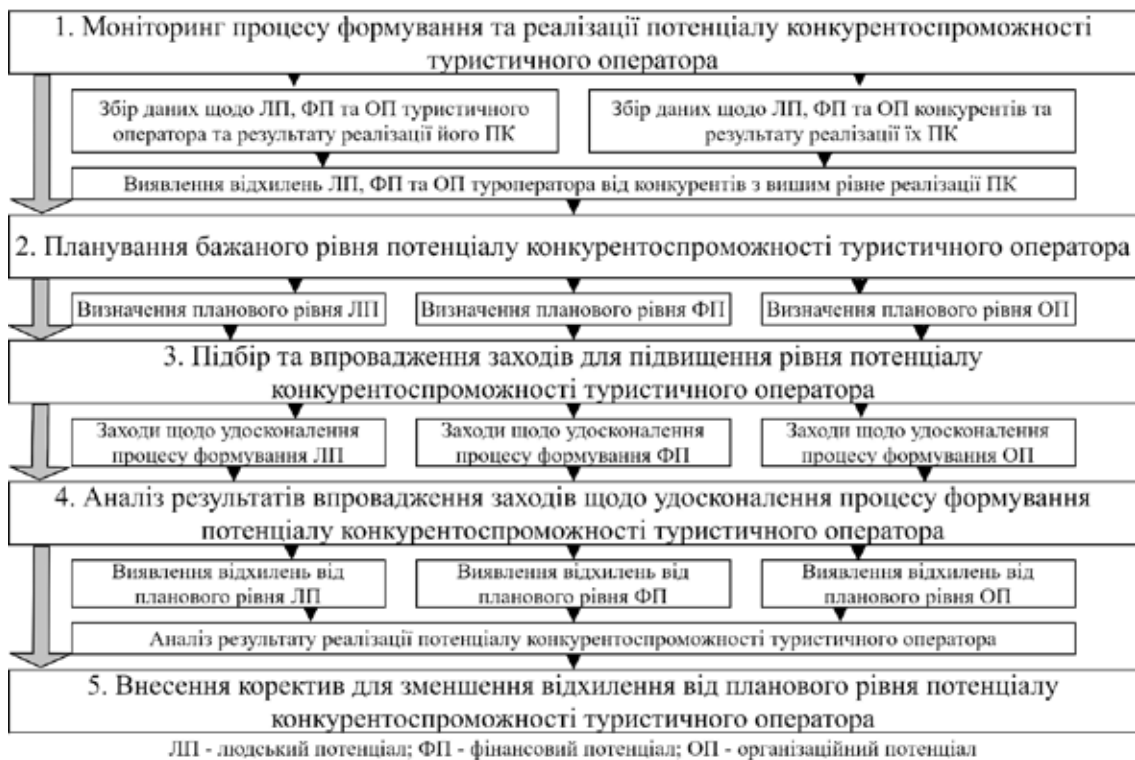 1. Моніторинг процесу формування та реалізації потенціалу конкурентоспроможності
туристичного оператора
Збір даних щодо ЛП, ФП та ОП туристичного
оператора та результату реалізації його ПК
Збір даних щодо ЛП, ФП та ОП конкурентів та
результату реалізації їх ПК
Виявлення відхилень ЛП, ФП та ОП туроператора від конкурентів з вишим рівне реалізації ПК
2. Планування бажаного рівня потенціалу конкурентоспроможності туристичного оператора
Визначення планового рівня ЛП
Визначення планового рівня ФП
Визначення планового рівня ОП
3. Підбір та впровадження заходів для підвищення рівня потенціалу
конкурентоспроможності туристичного оператора
Заходи щодо удосконалення
процесу формування ЛП
Заходи щодо удосконалення
процесу формування ФП
Заходи щодо удосконалення
процесу формування ОП
4. Аналіз результатів впровадження заходів щодо удосконалення процесу формування
потенціалу конкурентоспроможності туристичного оператора
Виявлення відхилень від
планового рівня ЛП
Виявлення відхилень від
планового рівня ФП
Виявлення відхилень від
планового рівня ОП
Аналіз результату реалізації потенціалу конкурентоспроможності туристичного оператора
5. Внесення коректив для зменшення відхилення від планового рівня потенціалу
конкурентоспроможності туристичного оператора
ЛП - людський потенціал; ФП - фінансовий потенціал; ОП - організаційний потенціал